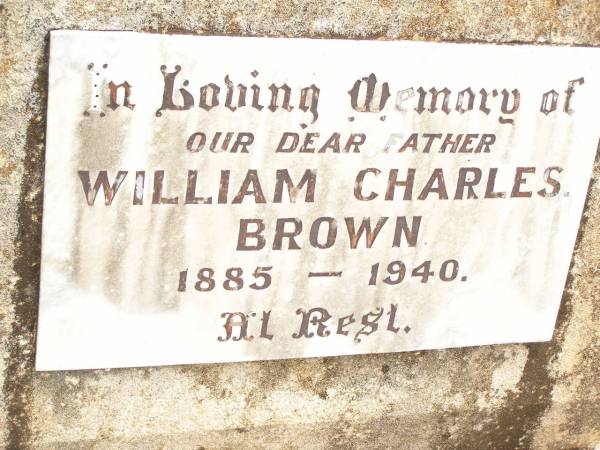 In Loving Memory of
OUR DEAR FATHER
WILLIAM CHARLES.
BROWN
1885 — 1940.
At Rest.